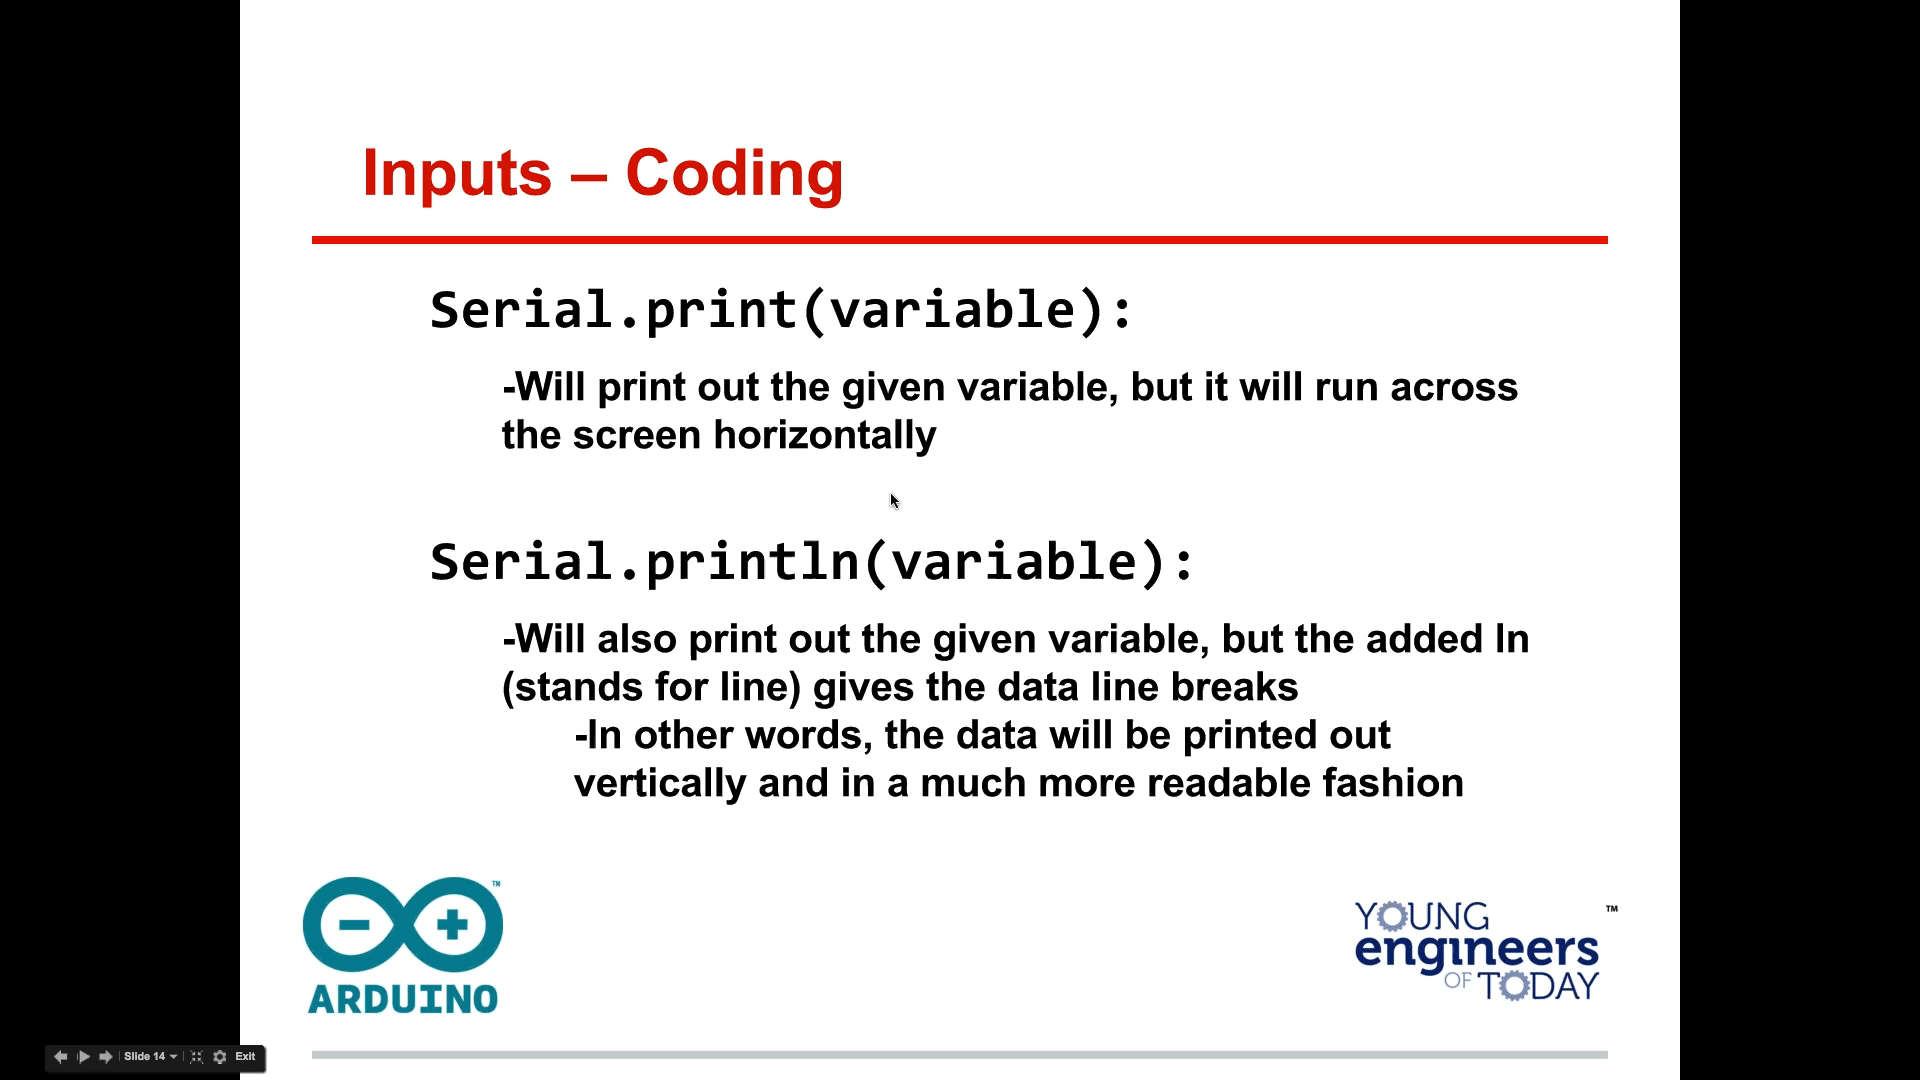 Inputs – Coding
Serial.print(variable):
-Will print out the given variable, but it will run across
the screen horizontally
Serial.println(variable):
-Will also print out the given variable, but the added ln
(stands for line) gives the data line breaks
-In other words, the data will be printed out
vertically and in a much more readable fashion
TM
ARDUINO
YOUNG TM
engineers
OF TODAY
Slide 14 Exit